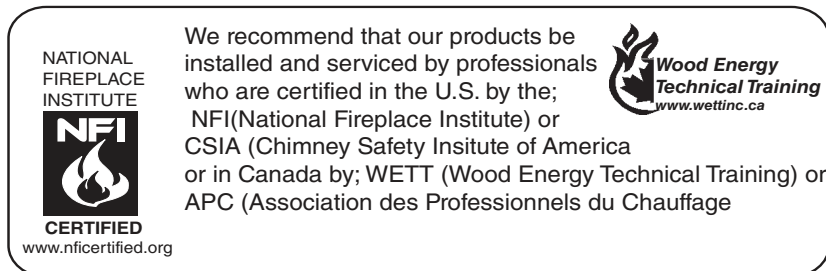 NATIONAL
FIREPLACE
INSTITUTE
NFI
CERTIFIED
www.nficertified.org
We recommend that our products be
installed and serviced by professionals
who are certified in the U.S. by the;
NFI(National Fireplace Institute) or
CSIA (Chimney Safety Insitute of America
or in Canada by; WETT (Wood Energy Technical Training) or
APC (Association des Professionnels du Chauffage
Wood Energy
Technical Training
www.wettinc.ca